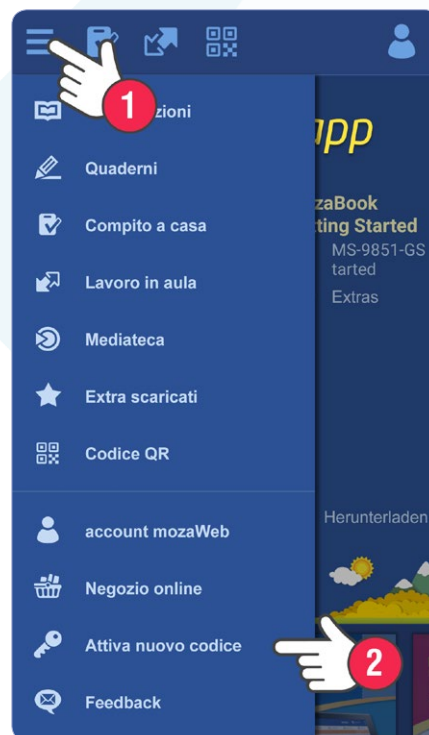 1
zioni
app
Quaderni
zaBook
ting Started
Compito a casa
MS-9851-GS
tarted
Lavoro in aula
Extras
Mediateca
Extra scaricati
Codice QR
Herunterladen
account mozaWeb
Negozio online
Attiva nuovo codice
2
Feedback